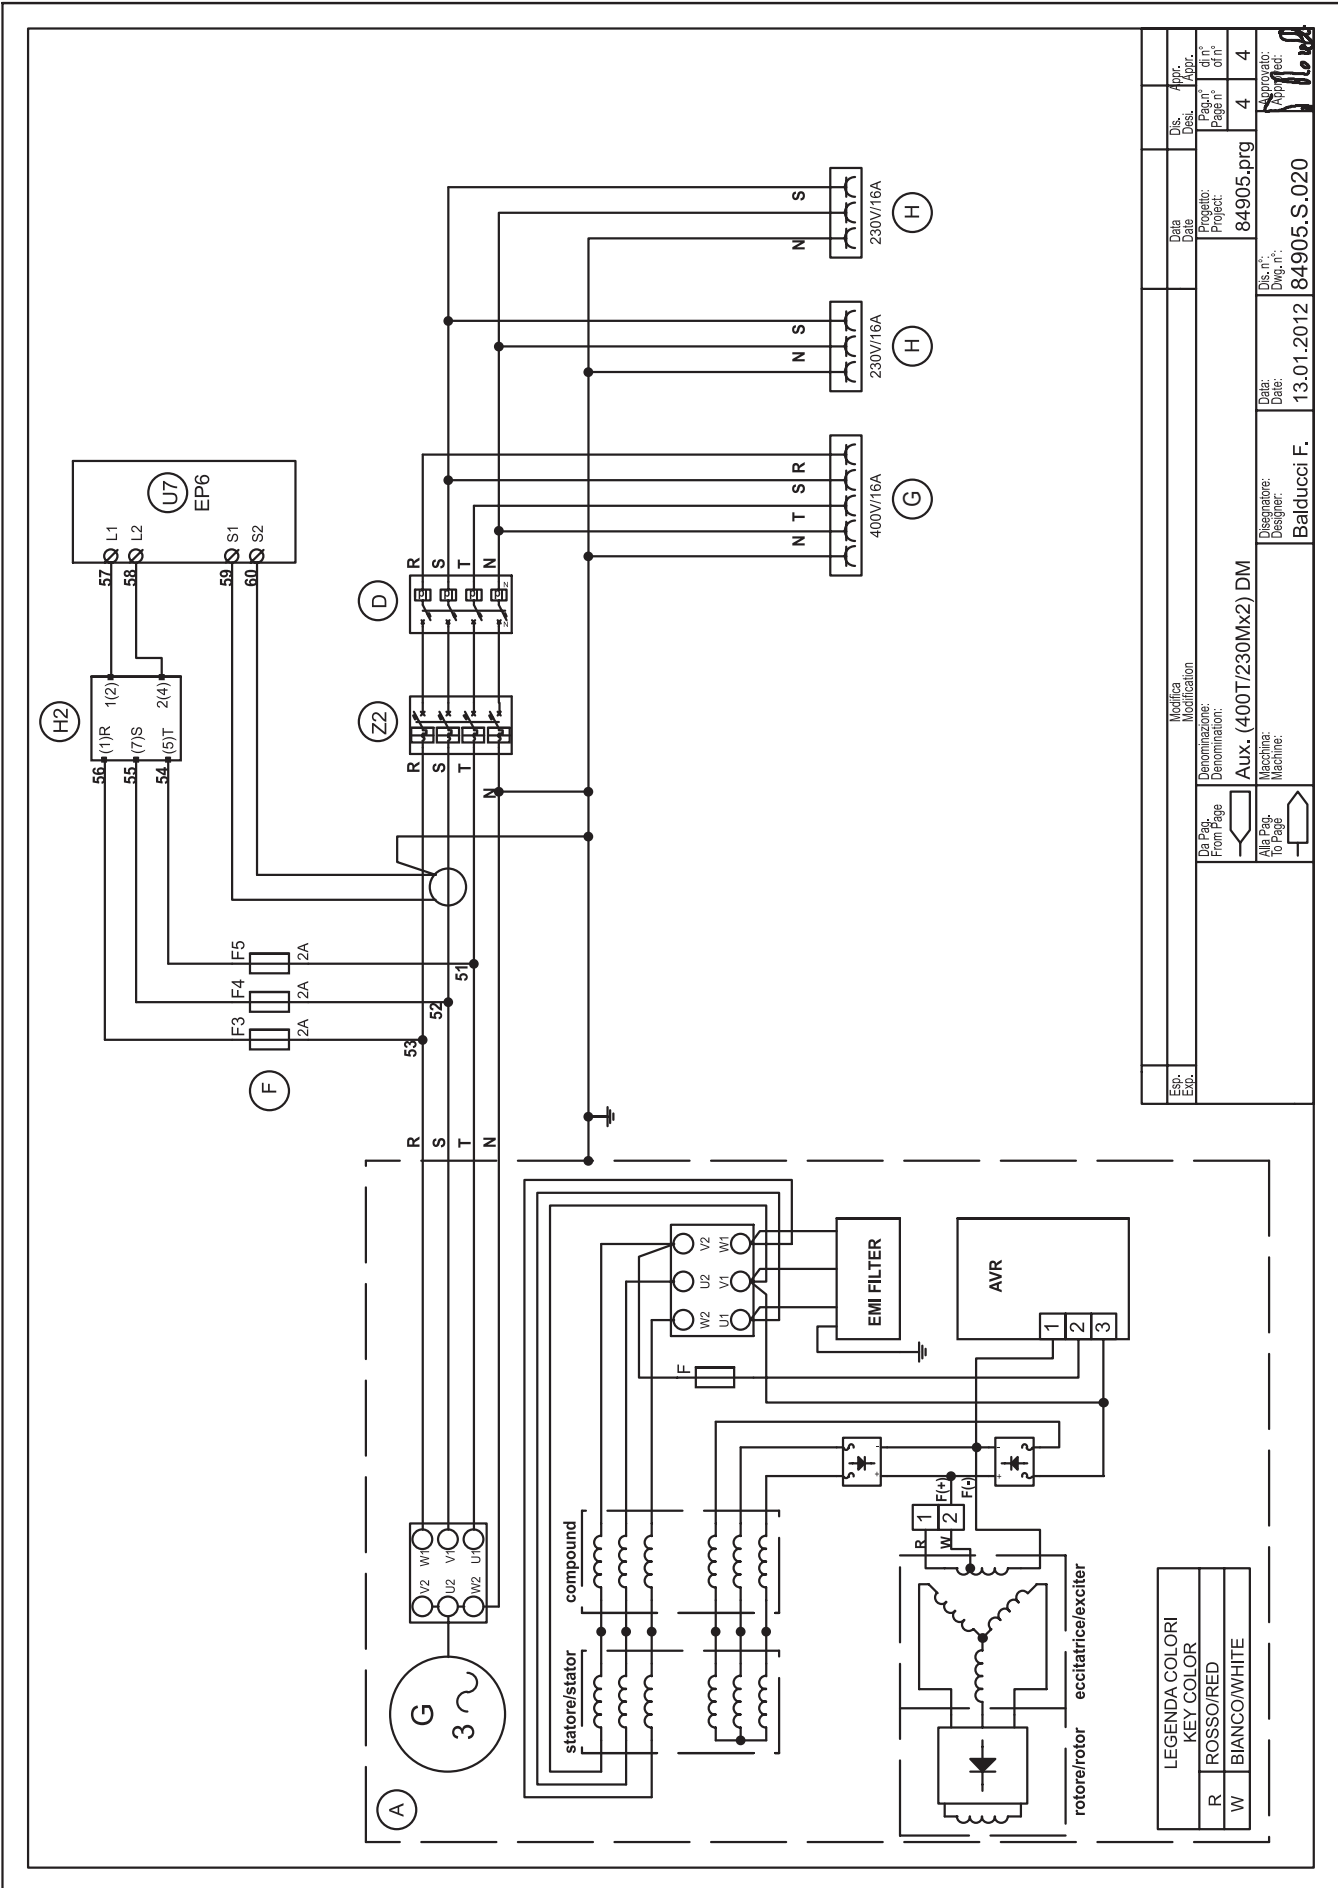 A
G
3
V2
U2
W2
W1
V1
U1
statore/stator
compound
rotore/rotor
eccitatrice/exciter
R
W
1
2
F(+)
F(-)
+
-
+
-
F
W2
U2
V2
U1
V1
W1
EMI FILTER
AVR
1
2
3
LEGENDA COLORI
KEY COLOR
R ROSSO/RED
W BIANCO/WHITE
R
S
T
N
F
F3
F4
F5
2A
2A
2A
53
52
51
H2
56
55
54
(1)R
(7)S
(5)T
1(2)
2(4)
57
58
59
60
L1
L2
S1
S2
U7
EP6
Z2
R
S
T
N
D
N
N
R
S
T
N
N T S R
400V/16A
G
N S
230V/16A
H
N S
230V/16A
H
Esp.
Exp.
Modifica
Modification
Data
Date
Dis.
Desi.
Appr.
Appr.
Da Pag.
From Page
Alla Pag.
To Page
Denominazione:
Denomination:
Aux. (400T/230Mx2) DM
Macchina:
Machine:
Progetto:
Project:
84905.prg
Pag.n°
Page n°
4
di n°
of n°
4
Disegnatore:
Designer:
Balducci F.
Data:
Date:
13.01.2012
Dis. n°:
Dwg. n°:
84905.S.020
Approvato:
Approved: